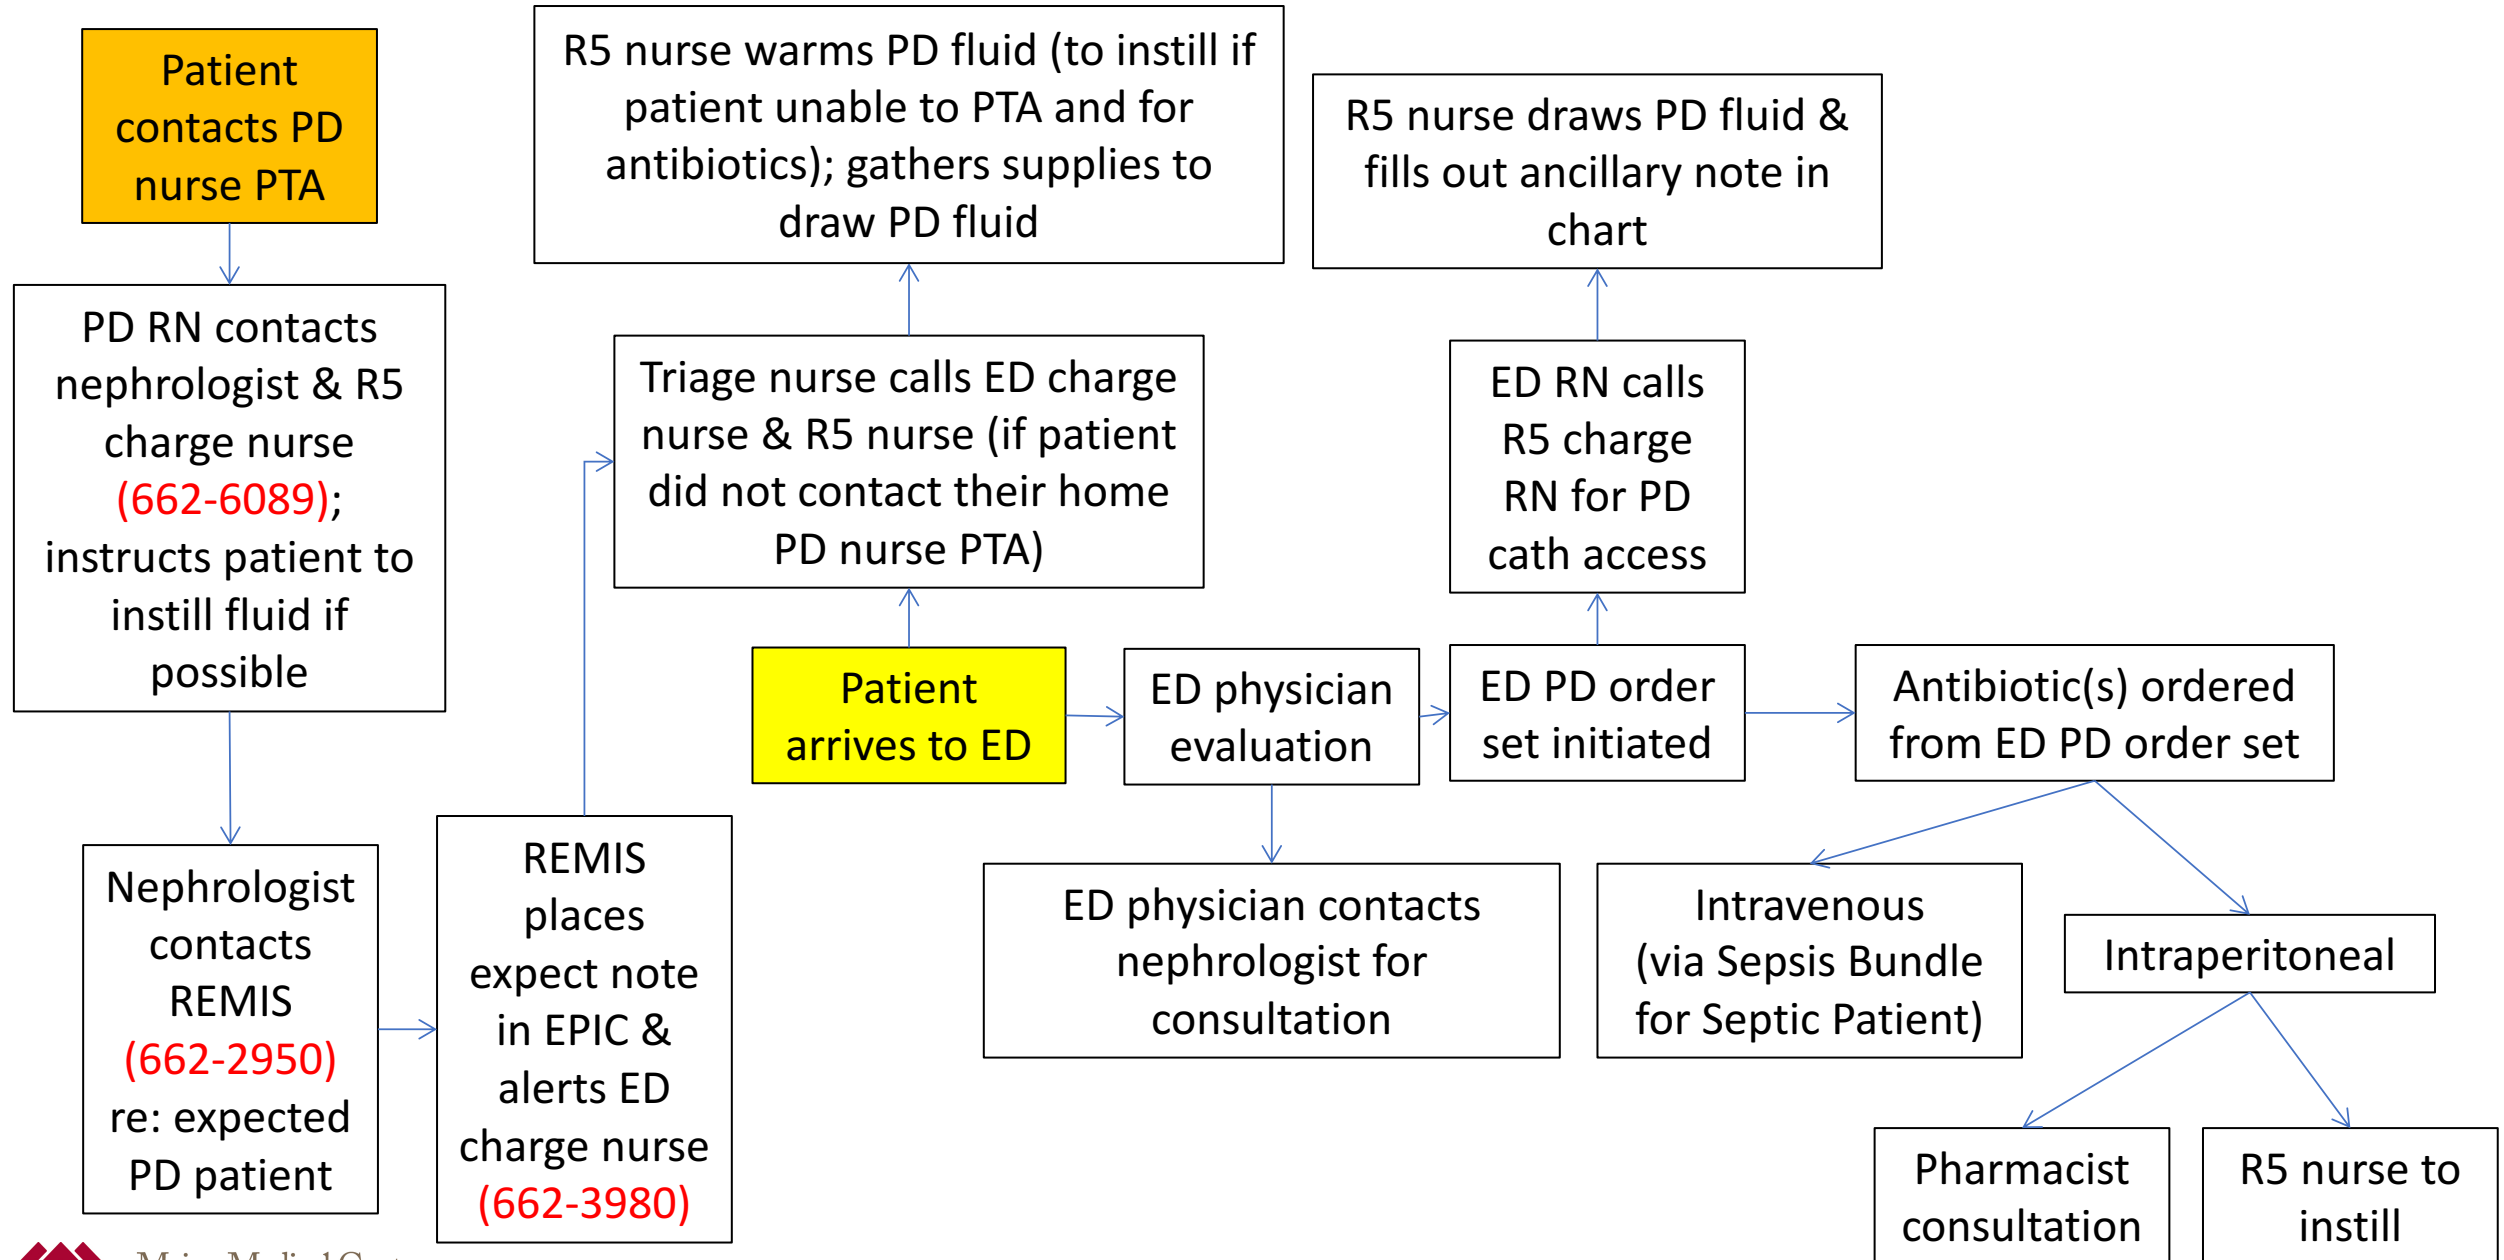 Patient
contacts PD
nurse PTA
PD RN contacts
nephrologist & R5
charge nurse
(662-6089);
instructs patient to
instill fluid if
possible
Nephrologist
contacts
REMIS
(662-2950)
re: expected
PD patient
REMIS
places
expect note
in EPIC &
alerts ED
charge nurse
(662-3980)
R5 nurse warms PD fluid (to instill if
patient unable to PTA and for
antibiotics); gathers supplies to
draw PD fluid
Triage nurse calls ED charge
nurse & R5 nurse (if patient
did not contact their home
PD nurse PTA)
Patient
arrives to ED
ED physician
evaluation
ED physician contacts
nephrologist for
consultation
R5 nurse draws PD fluid &
fills out ancillary note in
chart
ED RN calls
R5 charge
RN for PD
cath access
ED PD order
set initiated
Antibiotic(s) ordered
from ED PD order set
Intravenous
(via Sepsis Bundle
for Septic Patient)
Intraperitoneal
Pharmacist
consultation
R5 nurse to
instill